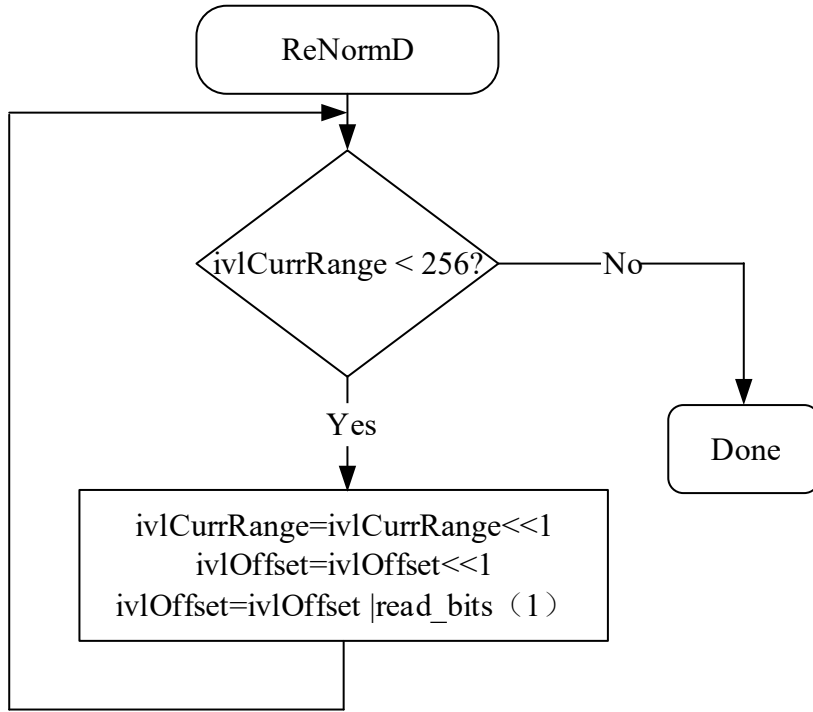 ReNormD
ivlCurrRange < 256?
No
Yes
Done
ivlCurrRange=ivlCurrRange<<1
ivlOffset=ivlOffset<<1
ivlOffset=ivlOffset |read_bits（1）